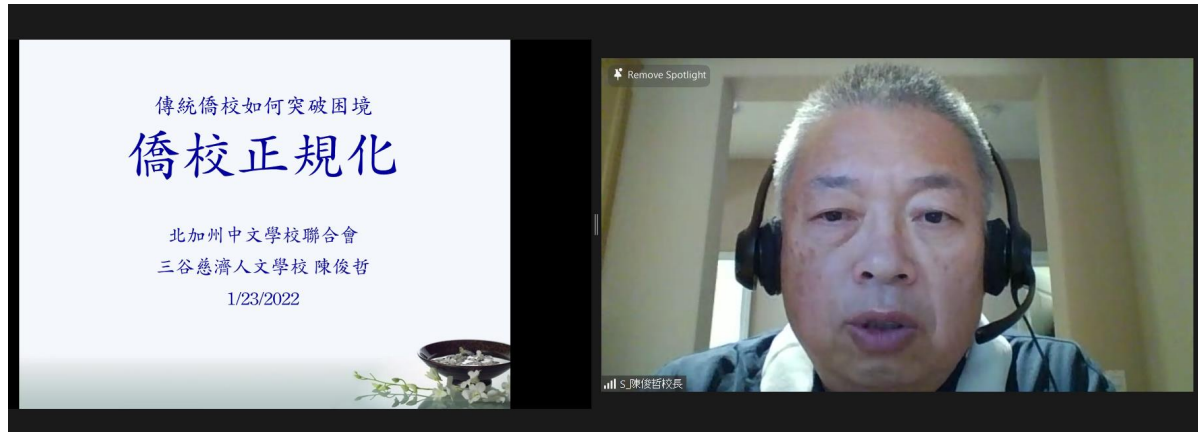 傳統僑校如何突破困境
僑校正規化
北加州中文學校聯合會
三谷慈濟人文學校 陳俊哲
1/23/2022
Remove Spotlight
S_陳俊哲校長